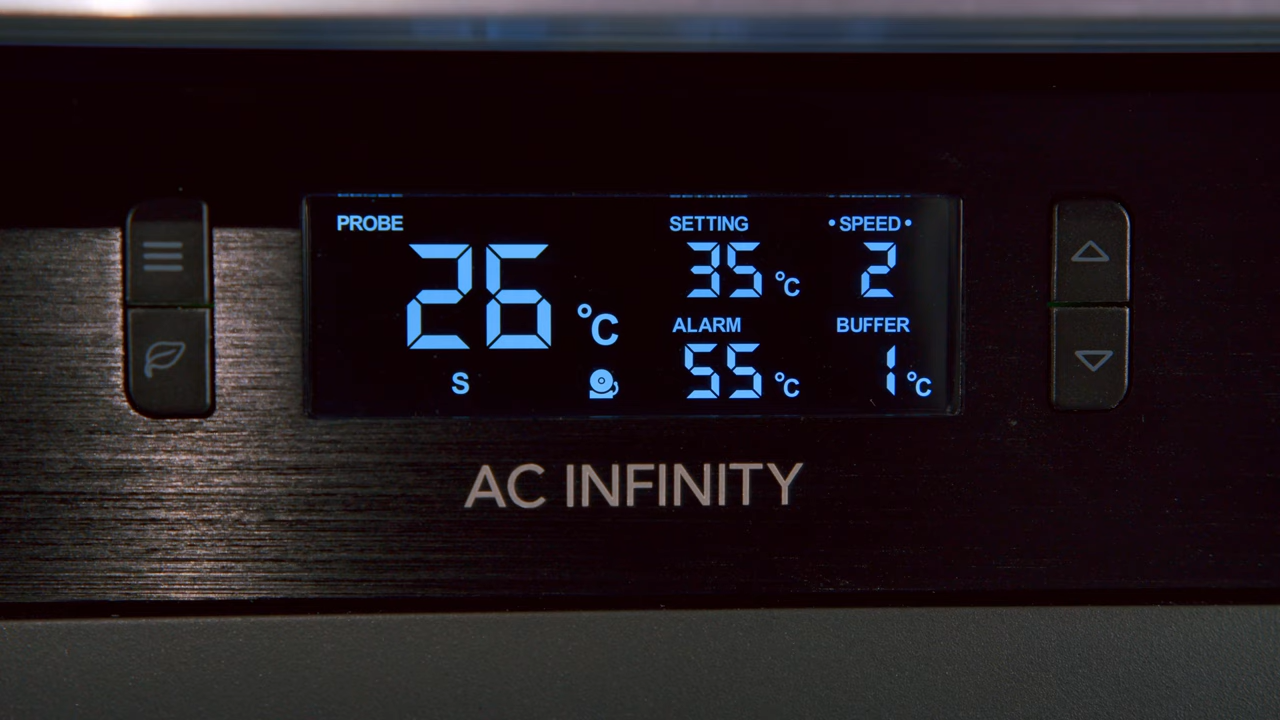 PROBE SETTING •SPEED•
26 °C 35 °C 2
ALARM BUFFER
S 55 °C 1 °C
AC INFINITY